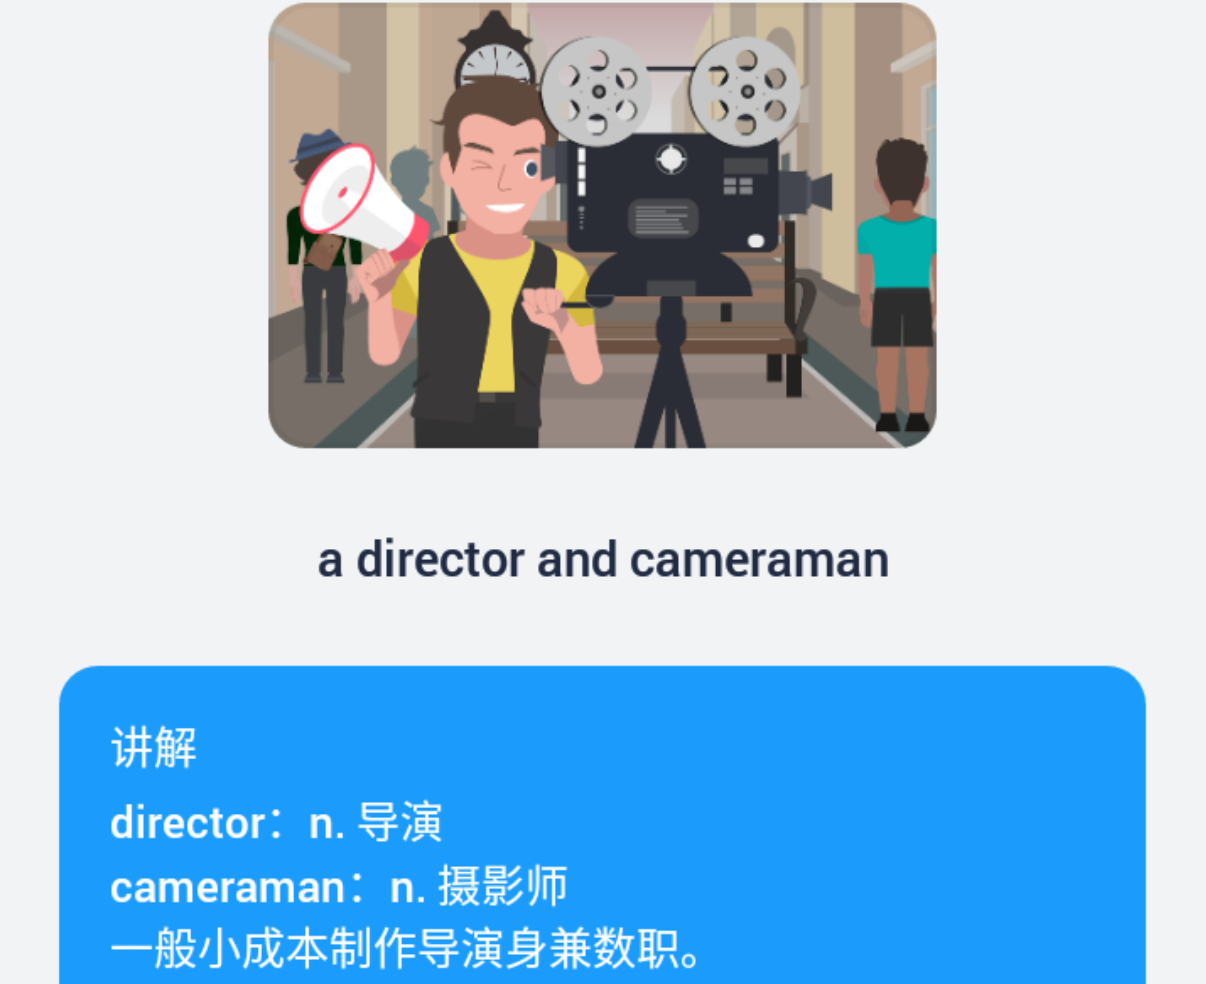 a director and cameraman
讲解
director：n. 导演
cameraman：n. 摄影师
一般小成本制作导演身兼数职。